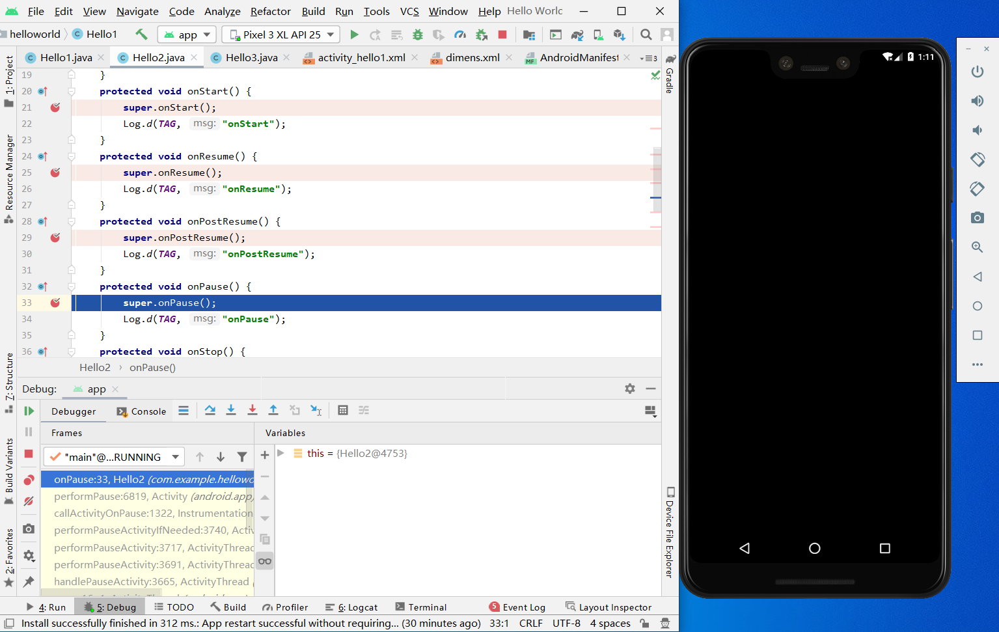 File Edit View Navigate Code Analyze Refactor Build Run Tools VCS Window Help Hello Worlc
helloworld Hello1 app Pixel 3 XL API 25
Hello1.java Hello2.java Hello3.java activity_hello1.xml dimens.xml AndroidManifest 3
1: Project
Resource Manager
Z: Structure
Build Variants
2: Favorites
19 }
20 protected void onStart() {
21 super.onStart();
22 Log.d(TAG, msg: "onStart");
23 }
24 protected void onResume() {
25 super.onResume();
26 Log.d(TAG, msg: "onResume");
27 }
28 protected void onPostResume() {
29 super.onPostResume();
30 Log.d(TAG, msg: "onPostResume");
31 }
32 protected void onPause() {
33 super.onPause();
34 Log.d(TAG, msg: "onPause");
35 }
36 protected void onStop() {
Hello2 › onPause()
Gradle
Device File Explorer
Debug: app
Debugger Console
Frames Variables
"main"@...RUNNING
this = {Hello2@4753}
onPause:33, Hello2 (com.example.hellowo
performPause:6819, Activity (android.app)
callActivityOnPause:1322, Instrumentation
performPauseActivityIfNeeded:3740, Activ
performPauseActivity:3717, ActivityThread
performPauseActivity:3691, ActivityThread
handlePauseActivity:3665, ActivityThread (
4: Run 5: Debug TODO Build Profiler 6: Logcat Terminal 5 Event Log Layout Inspector
Install successfully finished in 312 ms.: App restart successful without requiring... (30 minutes ago) 33:1 CRLF UTF-8 4 spaces
1:11